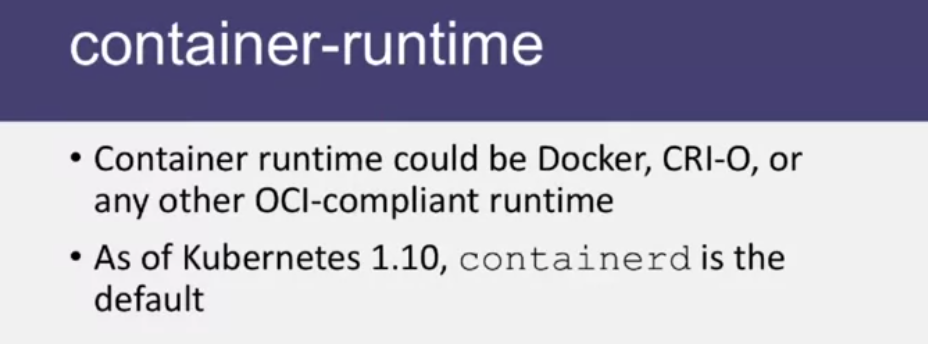 container-runtime
• Container runtime could be Docker, CRI-O, or
any other OCI-compliant runtime
• As of Kubernetes 1.10, containerd is the
default